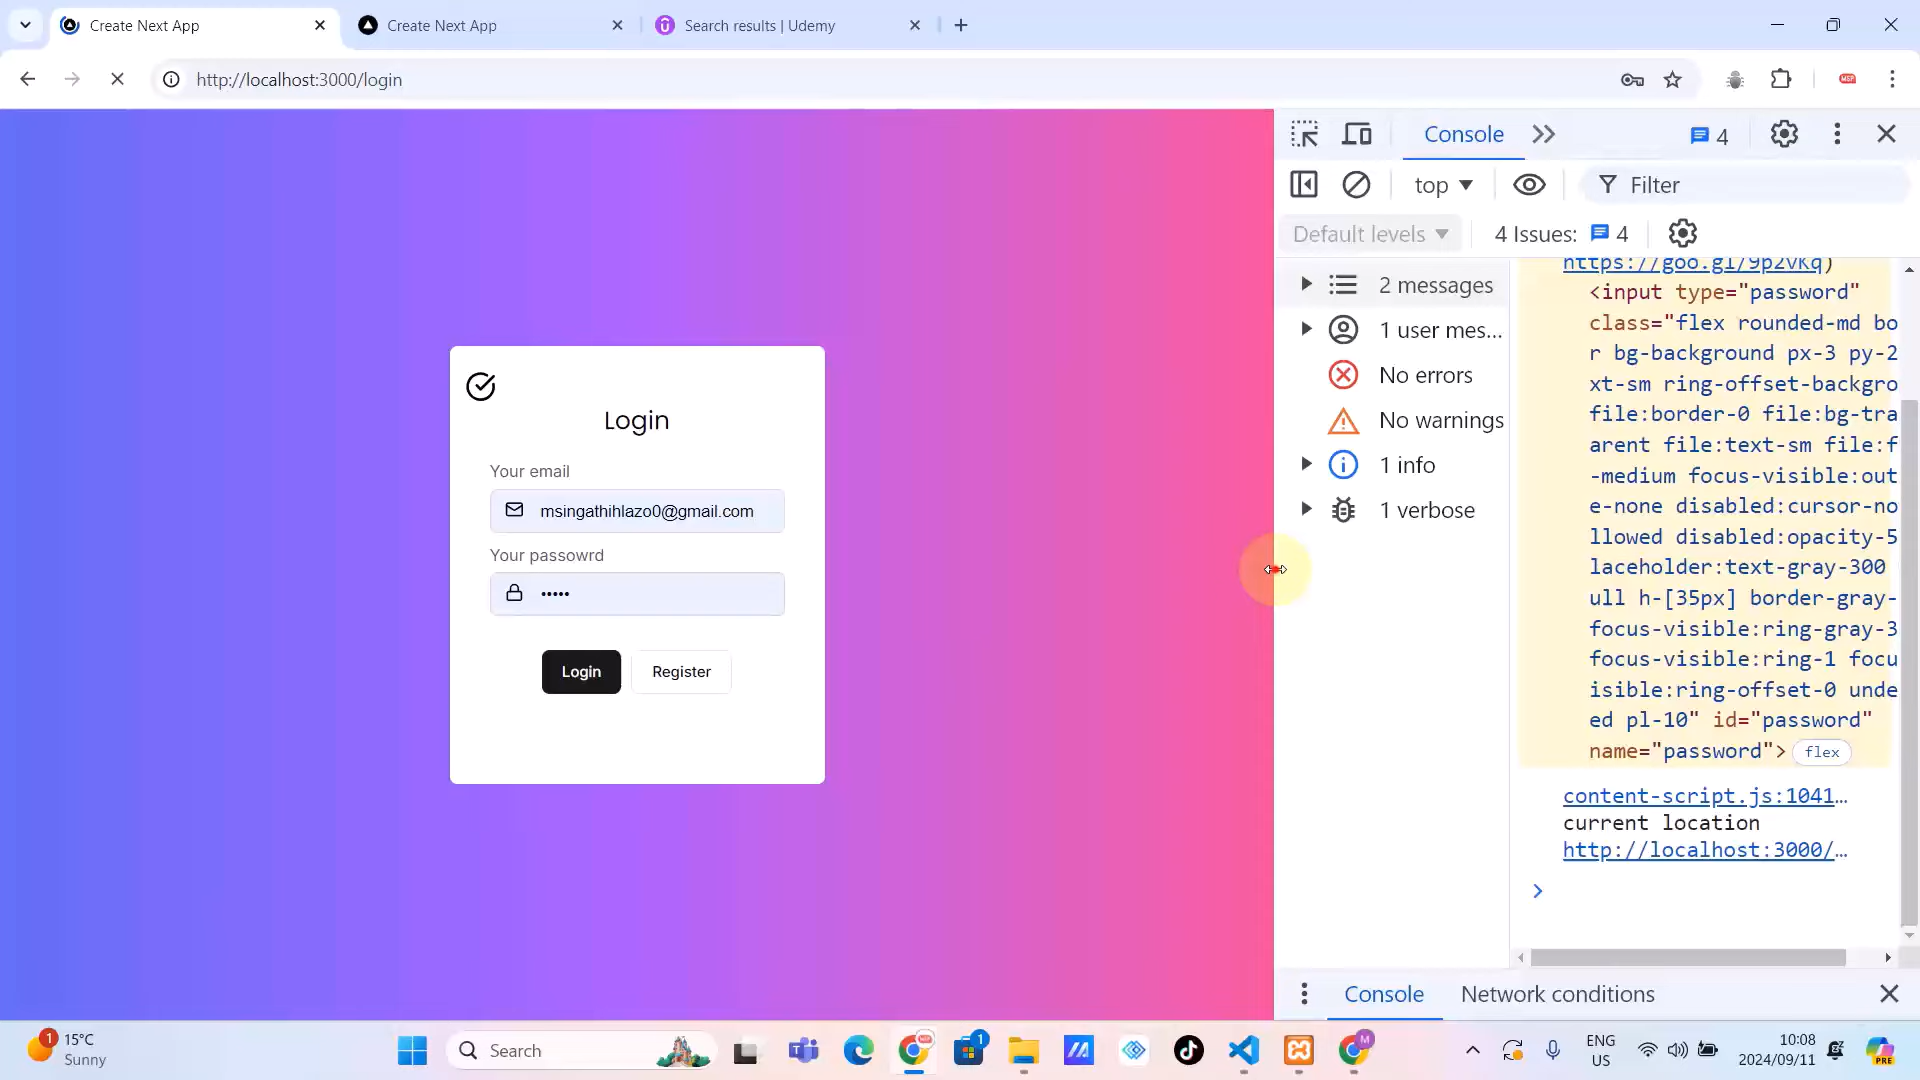 Create Next App
Create Next App
Search results | Udemy
http://localhost:3000/login
MSP
Console
4
top
Filter
Default levels
4 Issues:
4
2 messages
1 user mes...
No errors
No warnings
1 info
1 verbose
https://goo.gl/9p2vKq)
<input type="password"
class="flex rounded-md bo
r bg-background px-3 py-2
xt-sm ring-offset-backgro
file:border-0 file:bg-tra
arent file:text-sm file:f
-medium focus-visible:out
e-none disabled:cursor-no
llowed disabled:opacity-5
laceholder:text-gray-300
ull h-[35px] border-gray-
focus-visible:ring-gray-3
focus-visible:ring-1 focu
isible:ring-offset-0 unde
ed pl-10" id="password"
name="password">
flex
content-script.js:1041…
current location
http://localhost:3000/…
Console
Network conditions
Login
Your email
msingathihlazo0@gmail.com
Your passowrd
•••••
Login
Register
1
15°C
Sunny
Search
MSP
1
M
ENG
US
10:08
2024/09/11
PRE